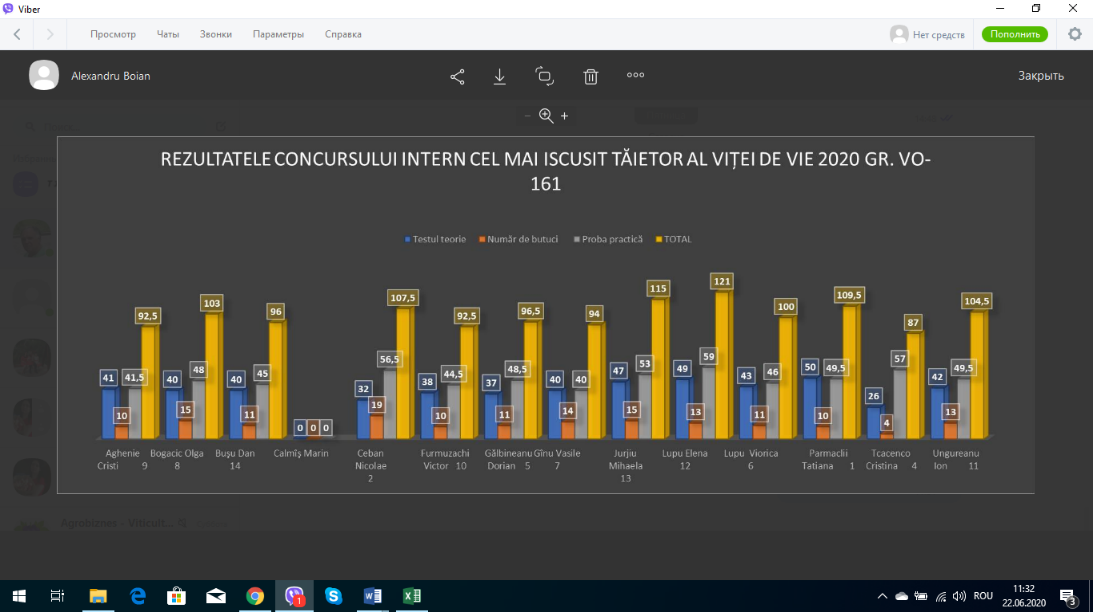 Viber
Просмотр Чаты Звонки Параметры Справка Нет средств Пополнить
Alexandru Boian Закрыть
REZULTATELE CONCURSULUI INTERN CEL MAI ISCUSIT TĂIETOR AL VIȚEI DE VIE 2020 GR. VO-
161
Testul teorie Număr de butuci Proba practică TOTAL
41 10 41,5 92,5
40 15 48 103
40 11 45 96
0 0 0
32 19 56,5 107,5
38 10 44,5 92,5
37 11 48,5 96,5
40 14 40 94
47 15 53 115
49 13 59 121
43 11 46 100
50 10 49,5 109,5
26 4 57 87
42 13 49,5 104,5
Aghenie
Cristi 9
Bogacic Olga
8
Bușu Dan
14
Calmîș Marin
Ceban
Nicolae
2
Furmuzachi
Victor 10
Gălbineanu
Dorian 5
Gînu Vasile
7
Jurjiu
Mihaela
13
Lupu Elena
12
Lupu Viorica
6
Parmaclii
Tatiana 1
Tcacenco
Cristina 4
Ungureanu
Ion 11
Agrobiznes - Viticult...
1
ROU
11:32
22.06.2020
3